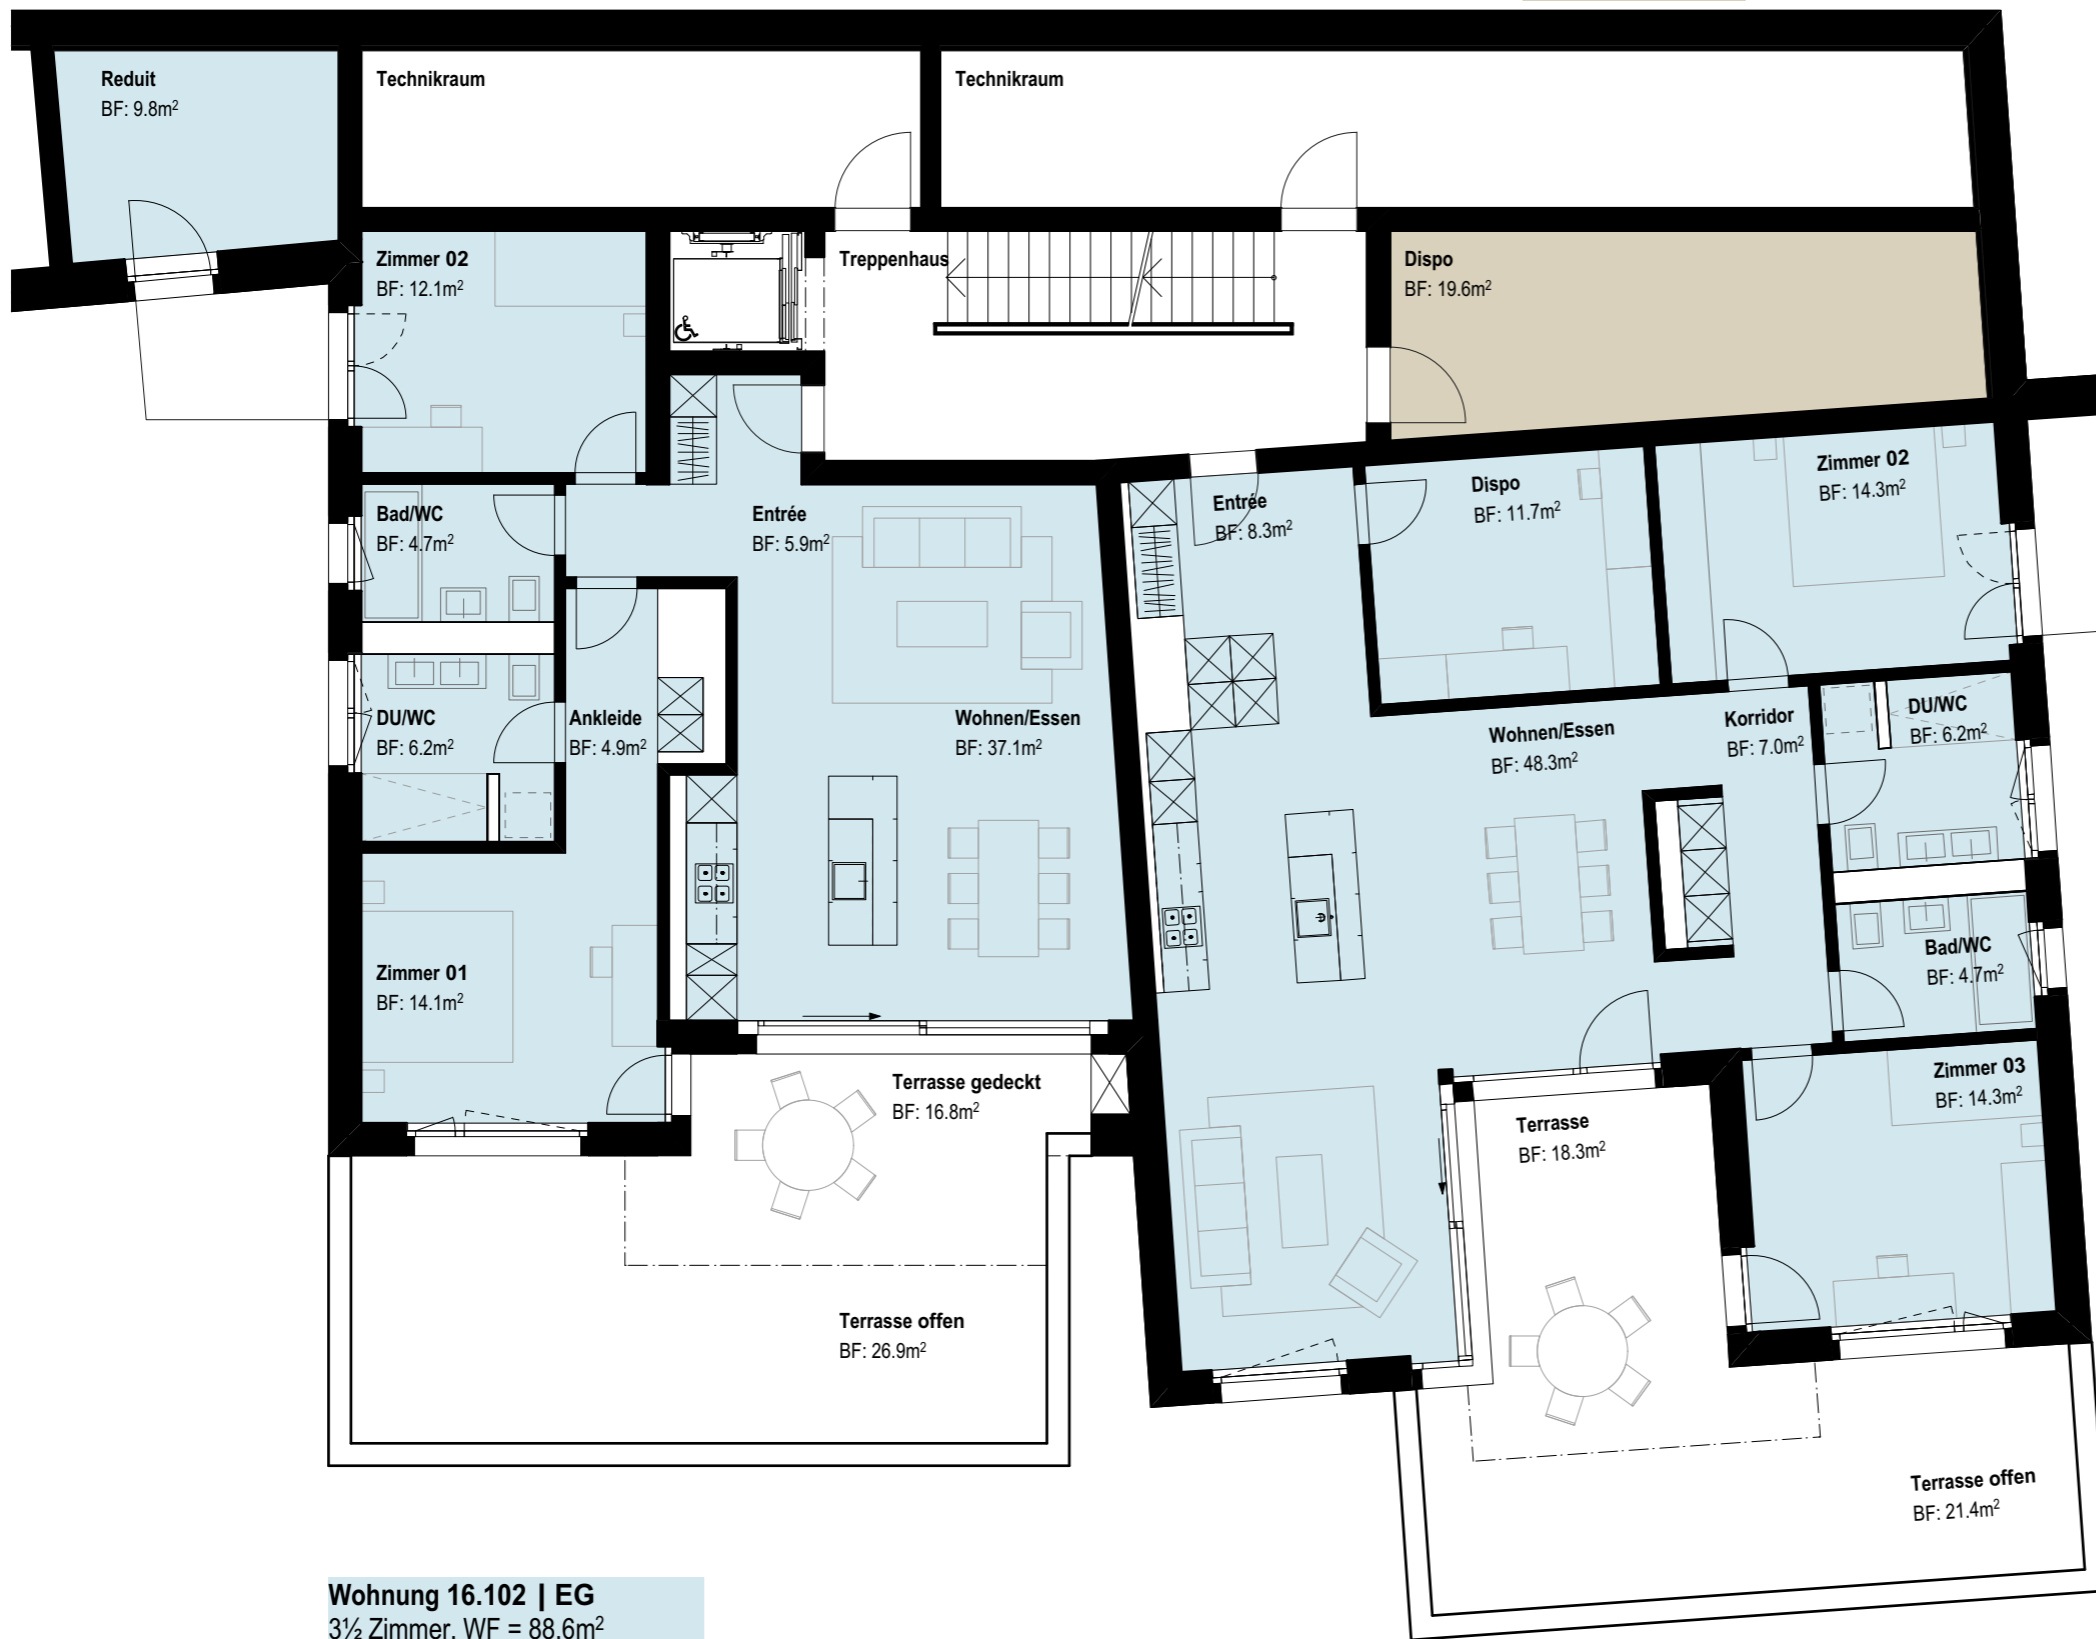 Reduit
BF: 9.8m²
Technikraum
Technikraum
Zimmer 02
BF: 12.1m²
Treppenhaus
Dispo
BF: 19.6m²
Bad/WC
BF: 4.7m²
Entrée
BF: 5.9m²
Entrée
BF: 8.3m²
Dispo
BF: 11.7m²
Zimmer 02
BF: 14.3m²
DU/WC
BF: 6.2m²
Ankleide
BF: 4.9m²
Wohnen/Essen
BF: 37.1m²
Wohnen/Essen
BF: 48.3m²
Korridor
BF: 7.0m²
DU/WC
BF: 6.2m²
Zimmer 01
BF: 14.1m²
Bad/WC
BF: 4.7m²
Terrasse gedeckt
BF: 16.8m²
Terrasse
BF: 18.3m²
Zimmer 03
BF: 14.3m²
Terrasse offen
BF: 26.9m²
Terrasse offen
BF: 21.4m²
Wohnung 16.102 | EG
3½ Zimmer, WF = 88.6m²